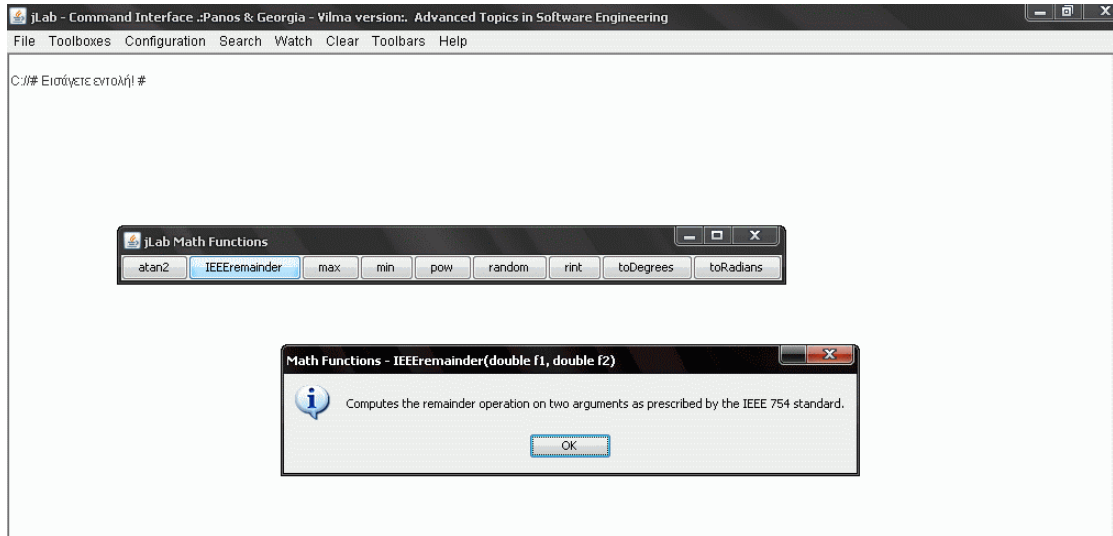 jLab - Command Interface .:Panos & Georgia - Vilma version:. Advanced Topics in Software Engineering
File Toolboxes Configuration Search Watch Clear Toolbars Help
C://# Εισάγετε εντολή! #
jLab Math Functions
atan2 IEEEremainder max min pow random rint toDegrees toRadians
Math Functions - IEEEremainder(double f1, double f2)
Computes the remainder operation on two arguments as prescribed by the IEEE 754 standard.
OK